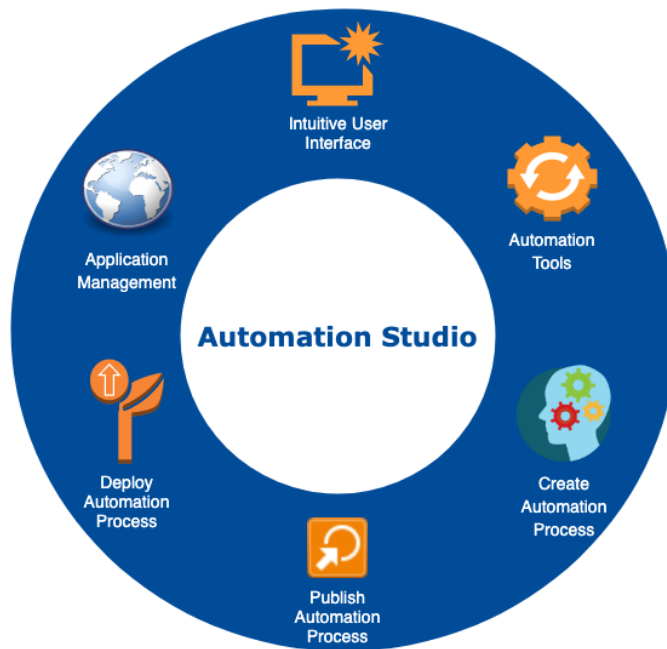 Intuitive User
Interface
Automation
Tools
Create
Automation
Process
Publish
Automation
Process
Deploy
Automation
Process
Application
Management
Automation Studio